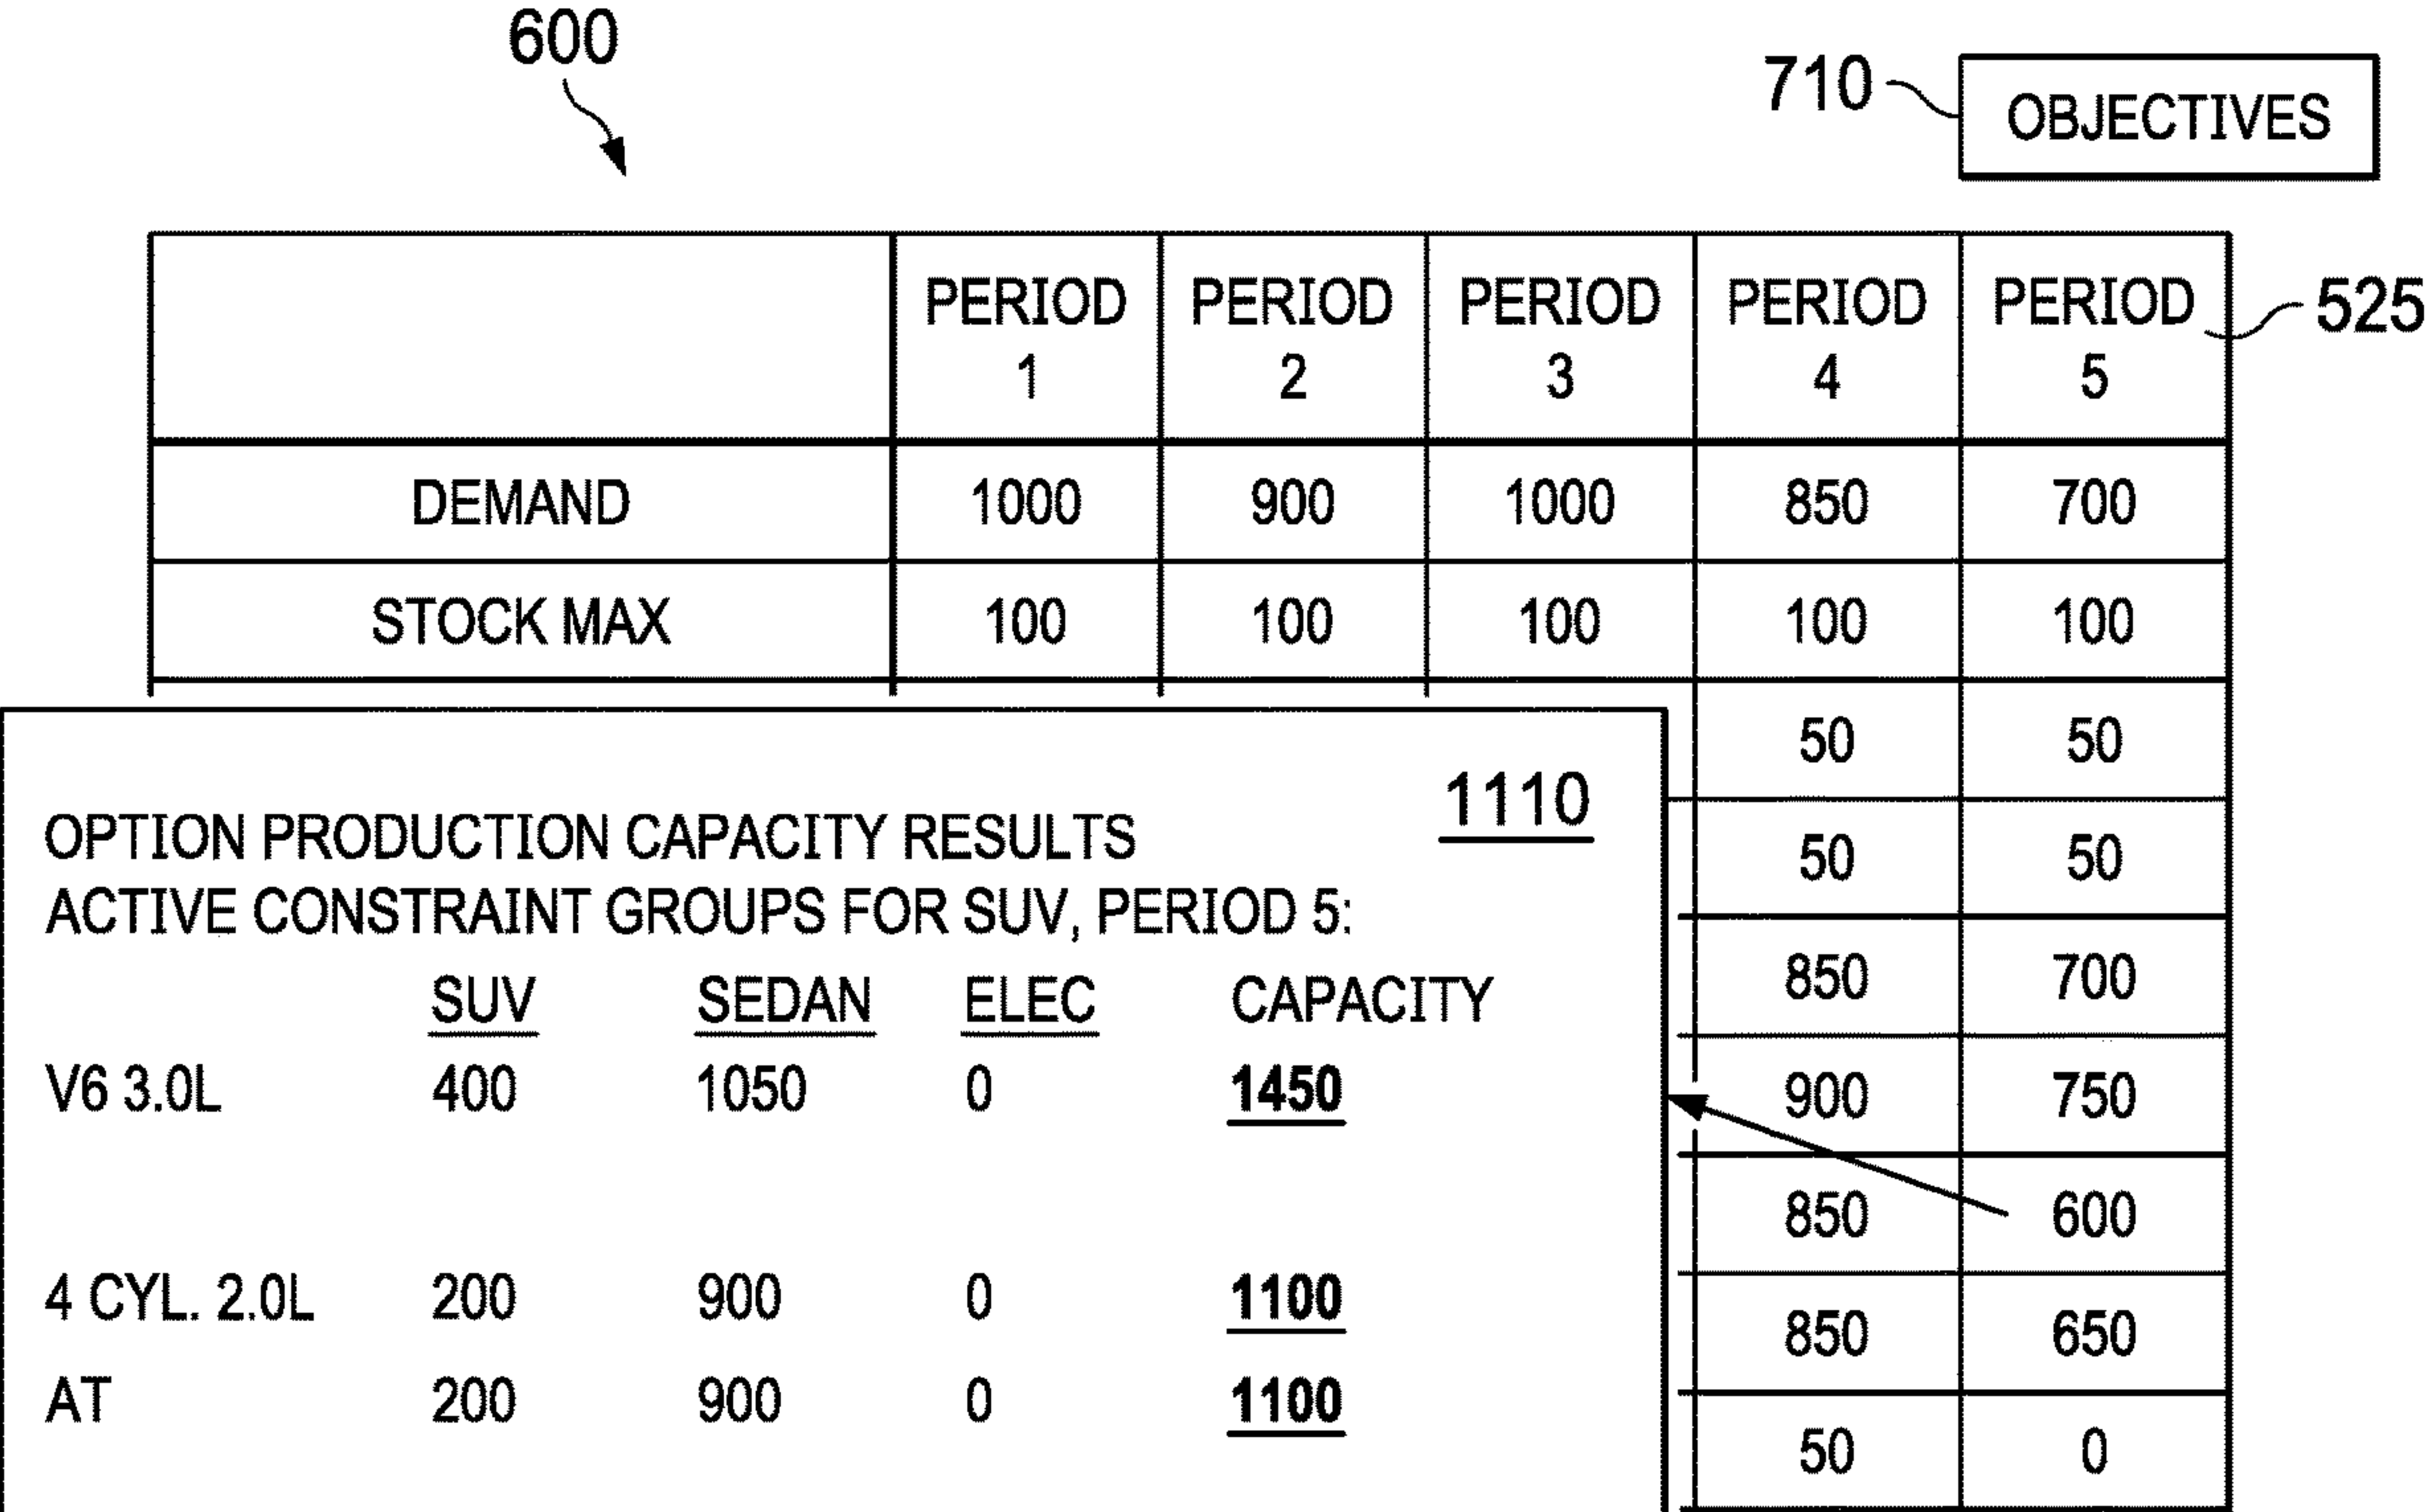 600
710
OBJECTIVES
PERIOD 1 PERIOD 2 PERIOD 3 PERIOD 4 PERIOD 5
525
DEMAND 1000 900 1000 850 700
STOCK MAX 100 100 100 100 100
50 50
1110
OPTION PRODUCTION CAPACITY RESULTS
50 50
ACTIVE CONSTRAINT GROUPS FOR SUV, PERIOD 5:
SUV SEDAN ELEC CAPACITY
850 700
V6 3.0L 400 1050 0 1450
900 750
850 600
4 CYL. 2.0L 200 900 0 1100
850 650
AT 200 900 0 1100
50 0